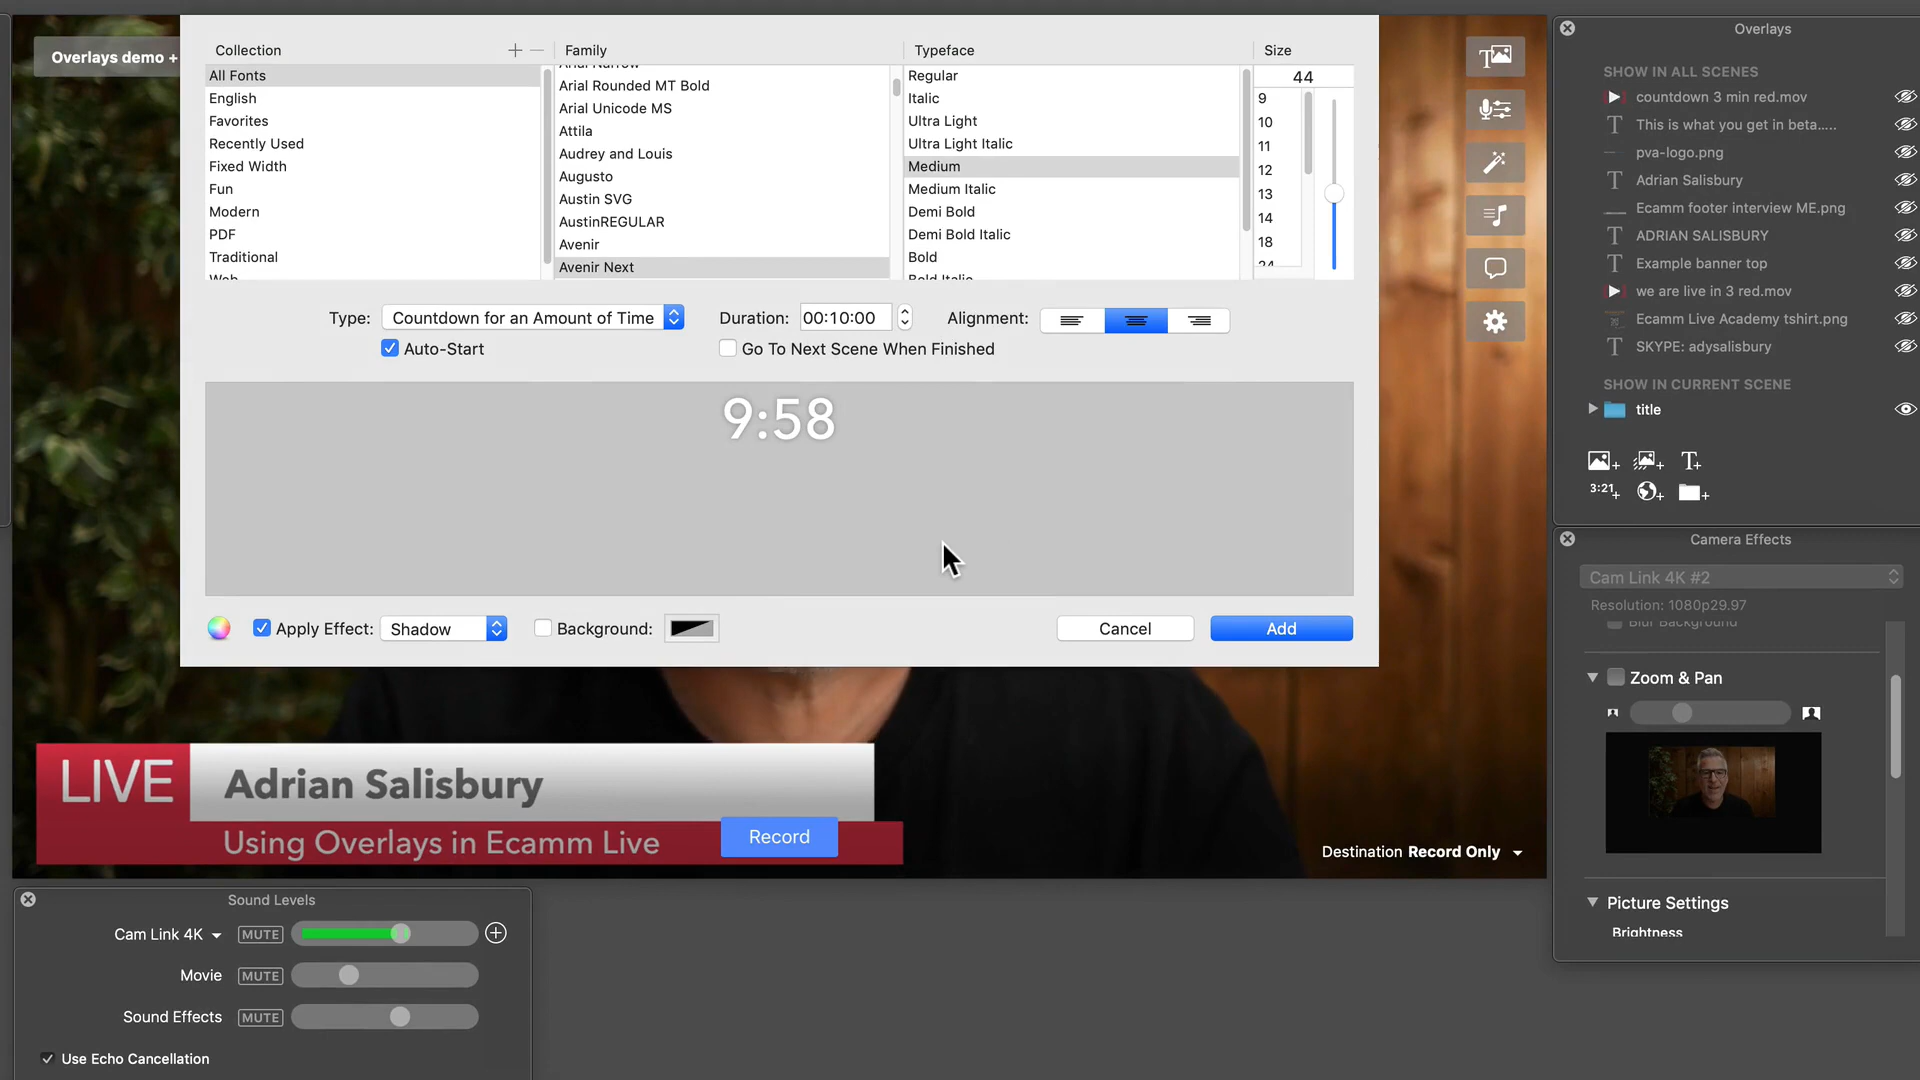 Overlays demo +
Collection
Family
Typeface
Size
All Fonts
English
Favorites
Recently Used
Fixed Width
Fun
Modern
PDF
Traditional
Web
Arial Narrow
Arial Rounded MT Bold
Arial Unicode MS
Attila
Audrey and Louis
Augusto
Austin SVG
AustinREGULAR
Avenir
Avenir Next
Regular
Italic
Ultra Light
Ultra Light Italic
Medium
Medium Italic
Demi Bold
Demi Bold Italic
Bold
Bold Italic
44
9
10
11
12
13
14
18
24
Type: Countdown for an Amount of Time
Duration: 00:10:00
Alignment:
Auto-Start
Go To Next Scene When Finished
9:58
Apply Effect: Shadow
Background:
Cancel
Add
LIVE
Adrian Salisbury
Using Overlays in Ecamm Live
Record
Destination Record Only
Overlays
SHOW IN ALL SCENES
countdown 3 min red.mov
This is what you get in beta.....
pva-logo.png
Adrian Salisbury
Ecamm footer interview ME.png
ADRIAN SALISBURY
Example banner top
we are live in 3 red.mov
Ecamm Live Academy tshirt.png
SKYPE: adysalisbury
SHOW IN CURRENT SCENE
title
3:21+
Camera Effects
Cam Link 4K #2
Resolution: 1080p29.97
Blur Background
Zoom & Pan
Picture Settings
Brightness
Sound Levels
Cam Link 4K MUTE
Movie MUTE
Sound Effects MUTE
Use Echo Cancellation